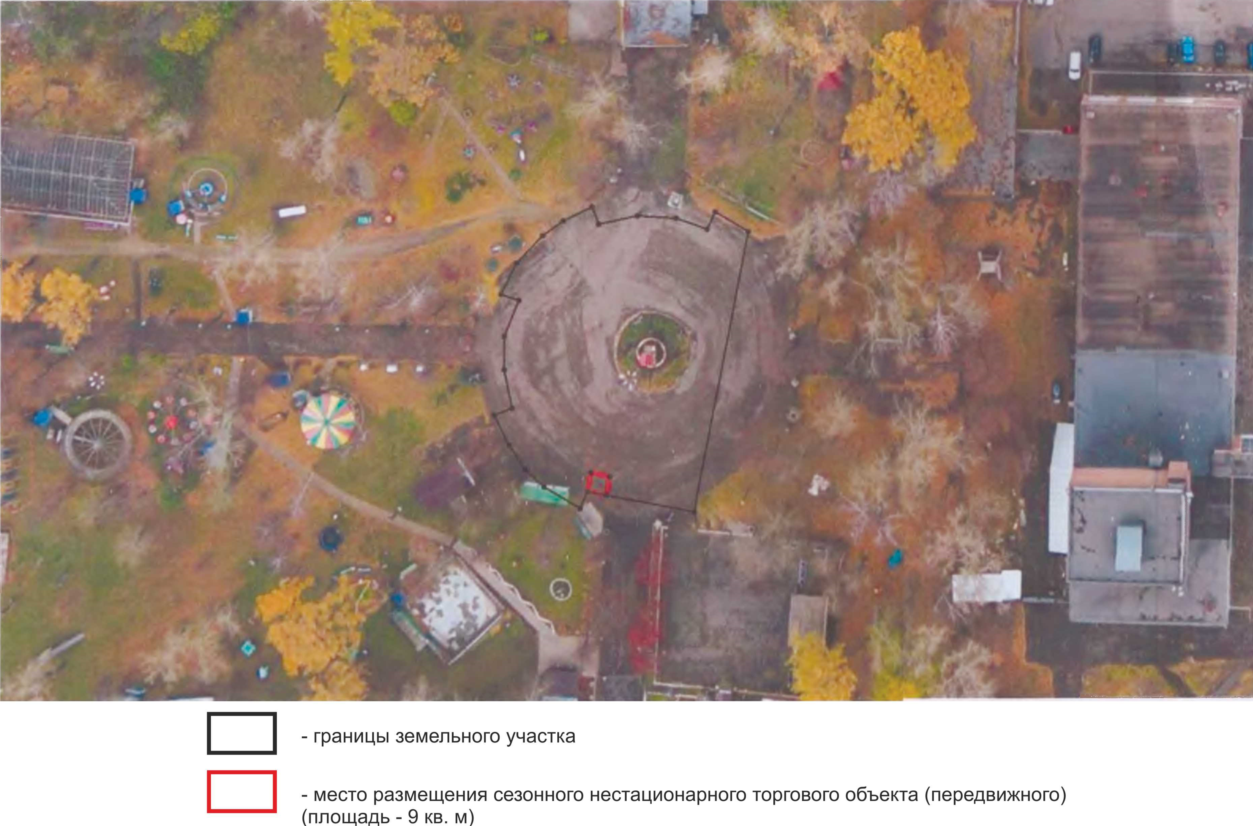 - границы земельного участка
- место размещения сезонного нестационарного торгового объекта (передвижного)
(площадь - 9 кв. м)